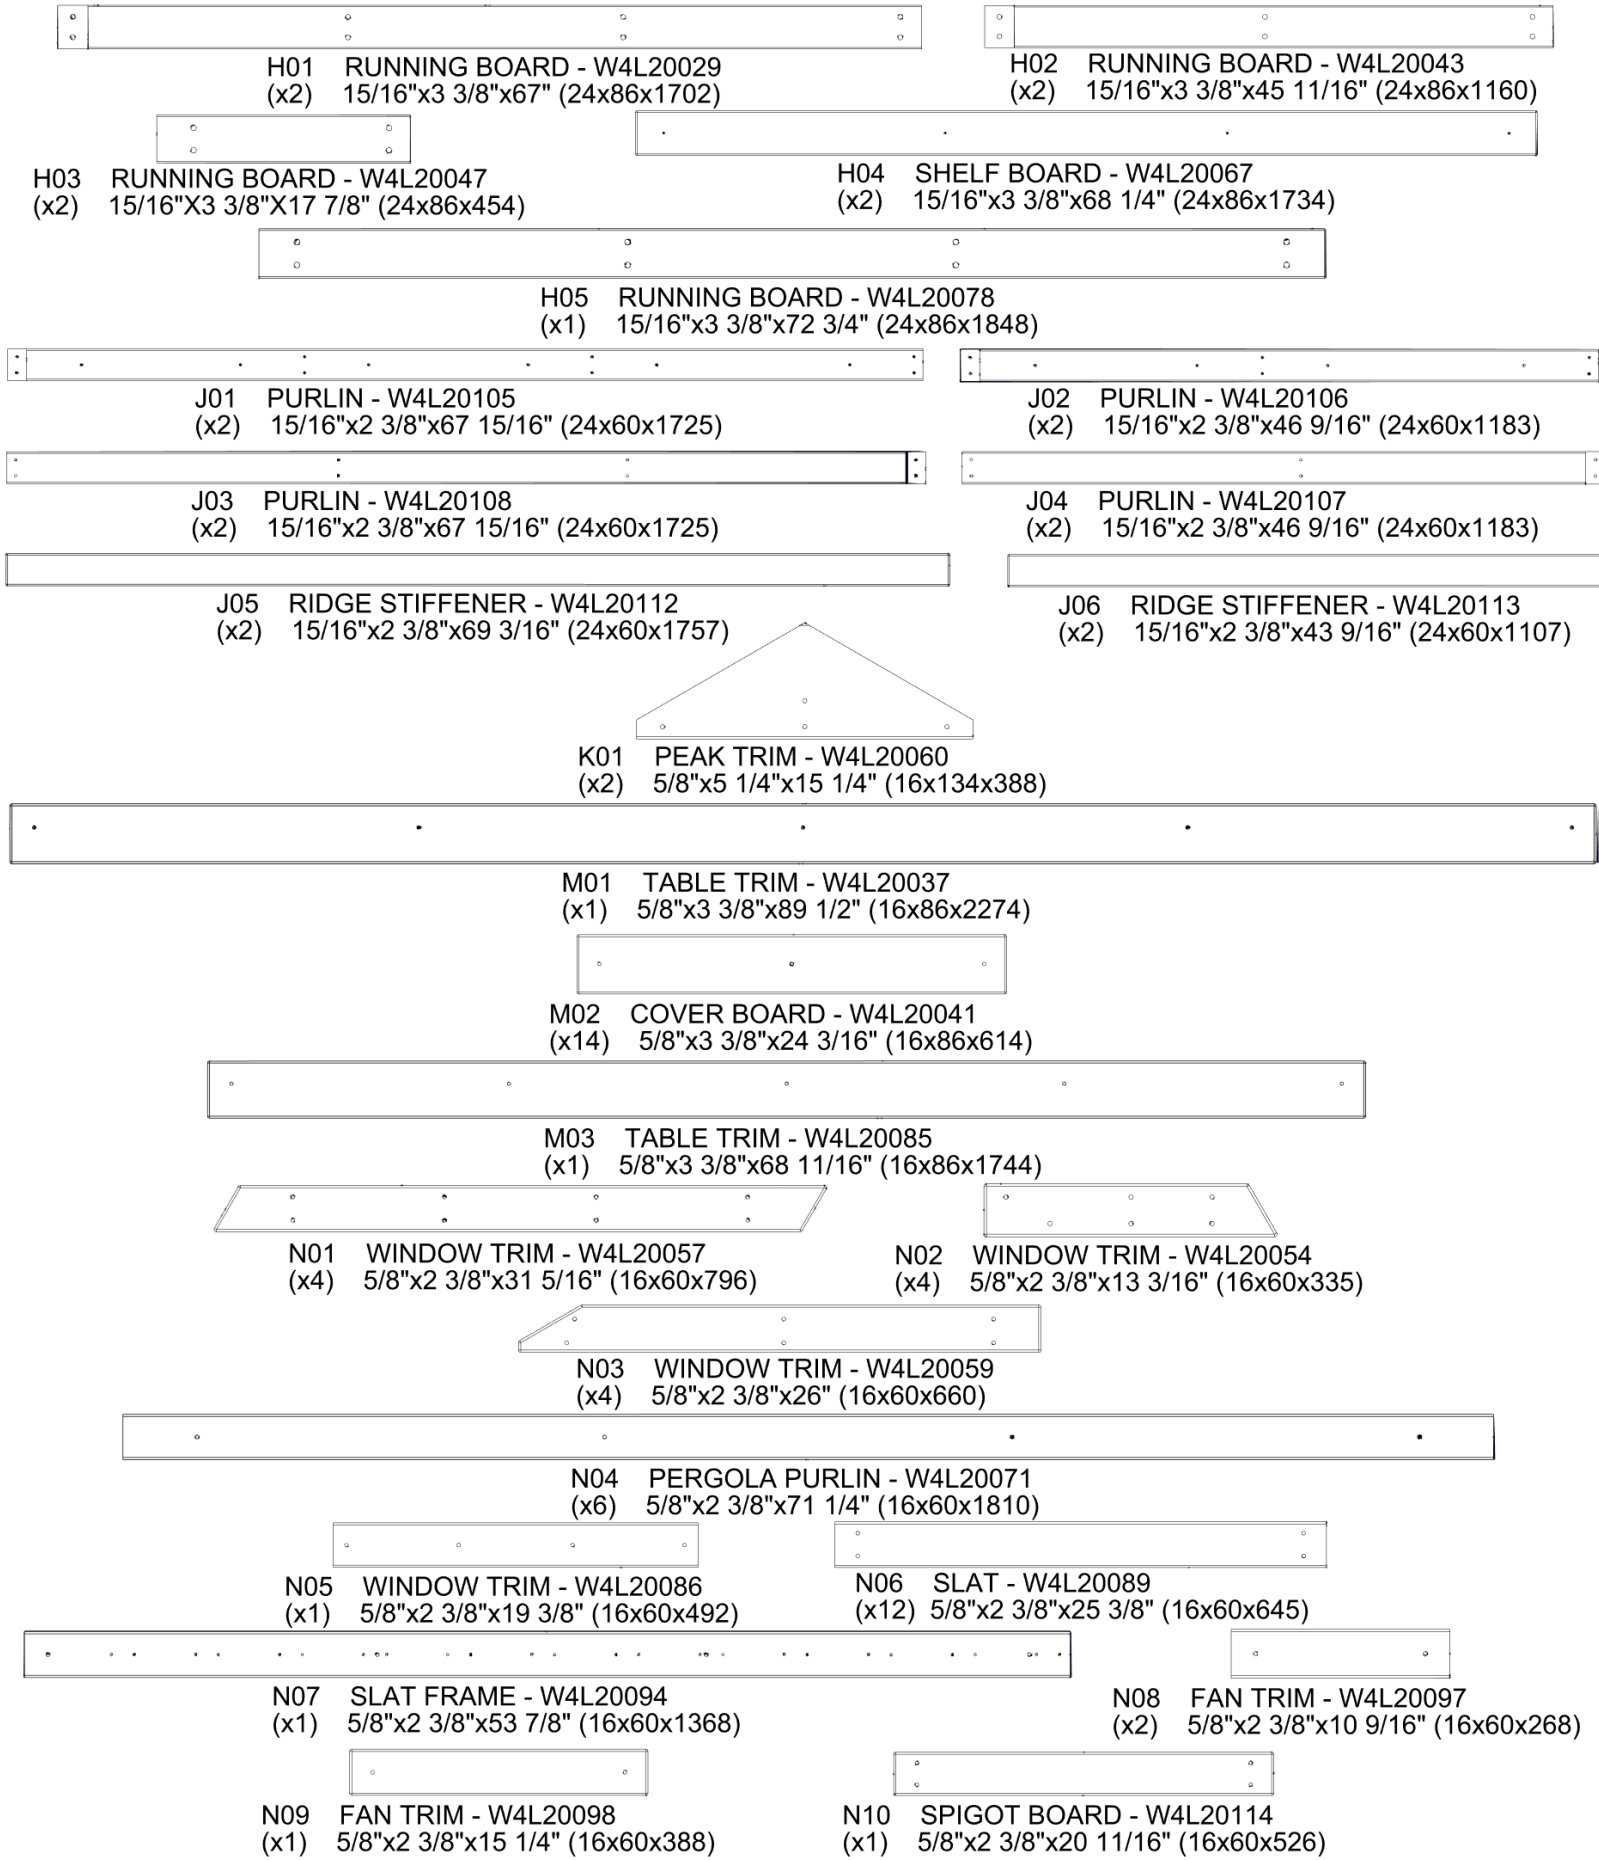 H01 RUNNING BOARD - W4L20029
(x2) 15/16"x3 3/8"x67" (24x86x1702)
H02 RUNNING BOARD - W4L20043
(x2) 15/16"x3 3/8"x45 11/16" (24x86x1160)
H03 RUNNING BOARD - W4L20047
(x2) 15/16"X3 3/8"X17 7/8" (24x86x454)
H04 SHELF BOARD - W4L20067
(x2) 15/16"x3 3/8"x68 1/4" (24x86x1734)
H05 RUNNING BOARD - W4L20078
(x1) 15/16"x3 3/8"x72 3/4" (24x86x1848)
J01 PURLIN - W4L20105
(x2) 15/16"x2 3/8"x67 15/16" (24x60x1725)
J02 PURLIN - W4L20106
(x2) 15/16"x2 3/8"x46 9/16" (24x60x1183)
J03 PURLIN - W4L20108
(x2) 15/16"x2 3/8"x67 15/16" (24x60x1725)
J04 PURLIN - W4L20107
(x2) 15/16"x2 3/8"x46 9/16" (24x60x1183)
J05 RIDGE STIFFENER - W4L20112
(x2) 15/16"x2 3/8"x69 3/16" (24x60x1757)
J06 RIDGE STIFFENER - W4L20113
(x2) 15/16"x2 3/8"x43 9/16" (24x60x1107)
K01 PEAK TRIM - W4L20060
(x2) 5/8"x5 1/4"x15 1/4" (16x134x388)
M01 TABLE TRIM - W4L20037
(x1) 5/8"x3 3/8"x89 1/2" (16x86x2274)
M02 COVER BOARD - W4L20041
(x14) 5/8"x3 3/8"x24 3/16" (16x86x614)
M03 TABLE TRIM - W4L20085
(x1) 5/8"x3 3/8"x68 11/16" (16x86x1744)
N01 WINDOW TRIM - W4L20057
(x4) 5/8"x2 3/8"x31 5/16" (16x60x796)
N02 WINDOW TRIM - W4L20054
(x4) 5/8"x2 3/8"x13 3/16" (16x60x335)
N03 WINDOW TRIM - W4L20059
(x4) 5/8"x2 3/8"x26" (16x60x660)
N04 PERGOLA PURLIN - W4L20071
(x6) 5/8"x2 3/8"x71 1/4" (16x60x1810)
N05 WINDOW TRIM - W4L20086
(x1) 5/8"x2 3/8"x19 3/8" (16x60x492)
N06 SLAT - W4L20089
(x12) 5/8"x2 3/8"x25 3/8" (16x60x645)
N07 SLAT FRAME - W4L20094
(x1) 5/8"x2 3/8"x53 7/8" (16x60x1368)
N08 FAN TRIM - W4L20097
(x2) 5/8"x2 3/8"x10 9/16" (16x60x268)
N09 FAN TRIM - W4L20098
(x1) 5/8"x2 3/8"x15 1/4" (16x60x388)
N10 SPIGOT BOARD - W4L20114
(x1) 5/8"x2 3/8"x20 11/16" (16x60x526)